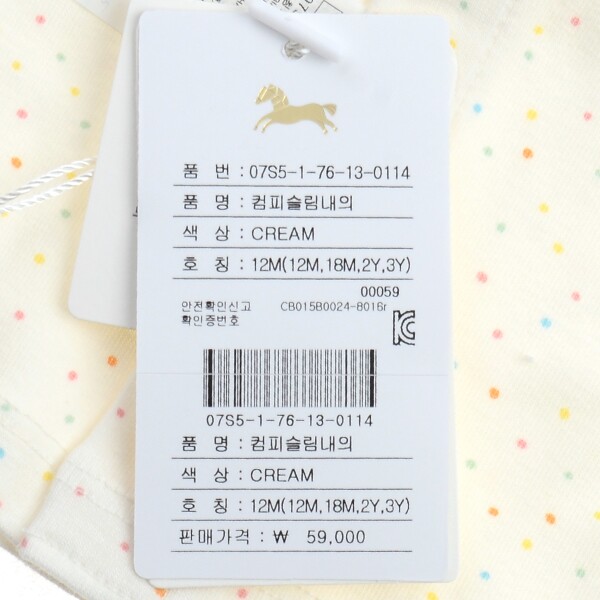 품 번 : 07S5-1-76-13-0114
품 명 : 컴피슬림내의
색 상 : CREAM
호 칭 : 12M(12M,18M,2Y,3Y)
00059
안전확인신고 CB015B0024-8016r
확인증번호
07S5-1-76-13-0114
품 명 : 컴피슬림내의
색 상 : CREAM
호 칭 : 12M(12M,18M,2Y,3Y)
판매가격 : ₩ 59,000